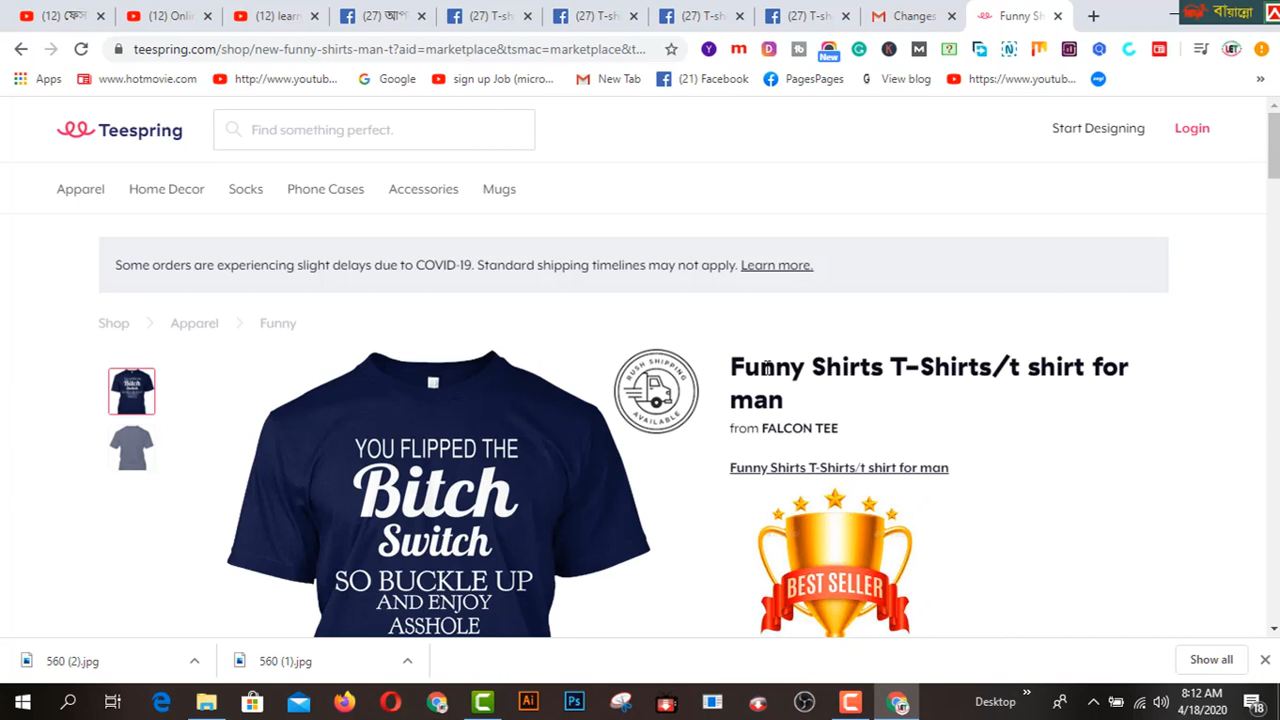 (12) ফেস
(12) Onlin
(12) learn
(27) আপ
(27)
(27) T-sh
(27) T-sh
(27) T-sh
Changes
Funny Sh
বায়ান্নো
teespring.com/shop/new-funny-shirts-man-t?aid=marketplace&tsmac=marketplace&t...
New
Apps
www.hotmovie.com
http://www.youtub...
Google
sign up Job (micro...
New Tab
(21) Facebook
PagesPages
View blog
https://www.youtub...
»
Teespring
Find something perfect.
Start Designing
Login
Apparel
Home Decor
Socks
Phone Cases
Accessories
Mugs
Some orders are experiencing slight delays due to COVID-19. Standard shipping timelines may not apply. Learn more.
Shop
Apparel
Funny
YOU FLIPPED THE
Bitch
Switch
SO BUCKLE UP
AND ENJOY
ASSHOLE
RUSH SHIPPING
AVAILABLE
Funny Shirts T-Shirts/t shirt for
man
from FALCON TEE
Funny Shirts T-Shirts/t shirt for man
BEST SELLER
560 (2).jpg
560 (1).jpg
Show all
Desktop
8:12 AM
4/18/2020
18